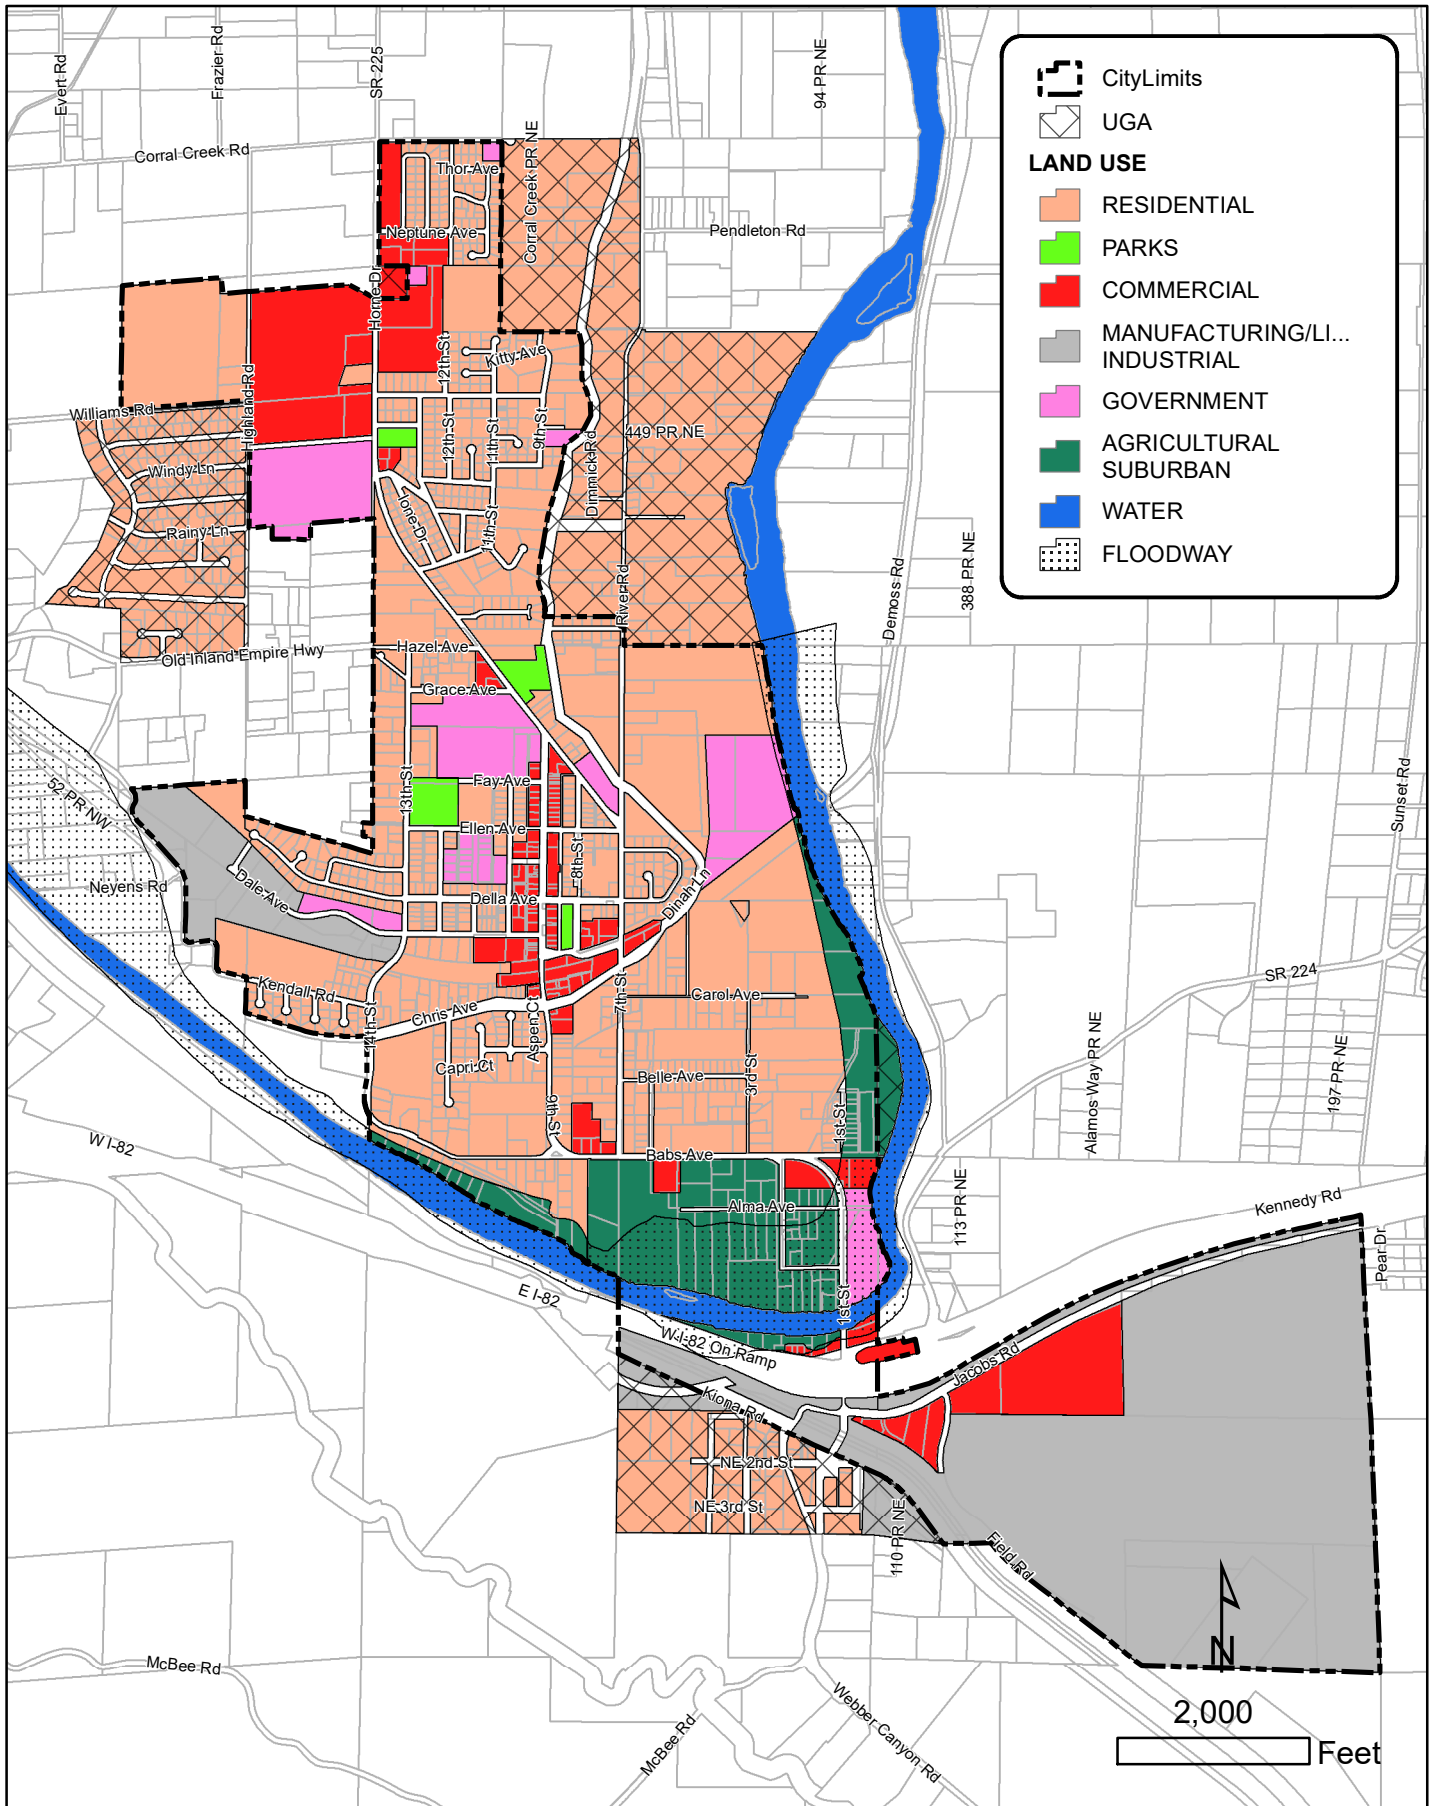 Evert Rd
Frazier Rd
SR 225
94 PR NE
CityLimits
UGA
LAND USE
RESIDENTIAL
PARKS
COMMERCIAL
MANUFACTURING/LI...
INDUSTRIAL
GOVERNMENT
AGRICULTURAL
SUBURBAN
WATER
FLOODWAY
Corral Creek Rd
Thor Ave
Corral Creek PR NE
Neptune Ave
Pendleton Rd
Horne Dr
12th St
Kitty Ave
Highland Rd
Williams Rd
12th St
11th St
9th St
449 PR NE
Dimmick Rd
Windy Ln
Ione Dr
11th St
Rainy Ln
River Rd
Demoss Rd
388 PR NE
Hazel Ave
Old Inland Empire Hwy
Grace Ave
13th St
Fay Ave
52 PR NW
Sunset Rd
Ellen Ave
8th St
Neyens Rd
Dale Ave
Della Ave
Dinah Ln
SR 224
Kendall Rd
Carol Ave
7th St
14th St
Chris Ave
Aspen Ct
Alamos Way PR NE
197 PR NE
Capri Ct
Belle Ave
3rd St
9th St
1st St
W I-82
Babs Ave
Alma Ave
113 PR NE
Kennedy Rd
Pear Dr
E I-82
1st St
W I-82 On Ramp
Jacobs Rd
Kiona Rd
NE 2nd St
NE 3rd St
110 PR NE
Field Rd
N
McBee Rd
Webber Canyon Rd
McBee Rd
2,000
Feet